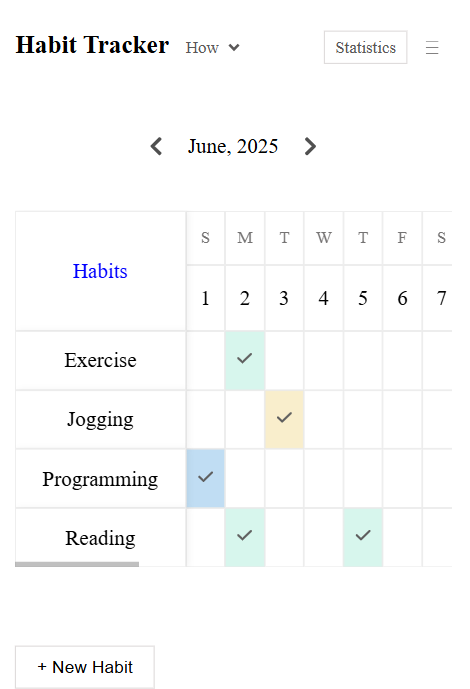 Habit Tracker How Statistics
June, 2025
Habits
S M T W T F S
1 2 3 4 5 6 7
Exercise
Jogging
Programming
Reading
+ New Habit